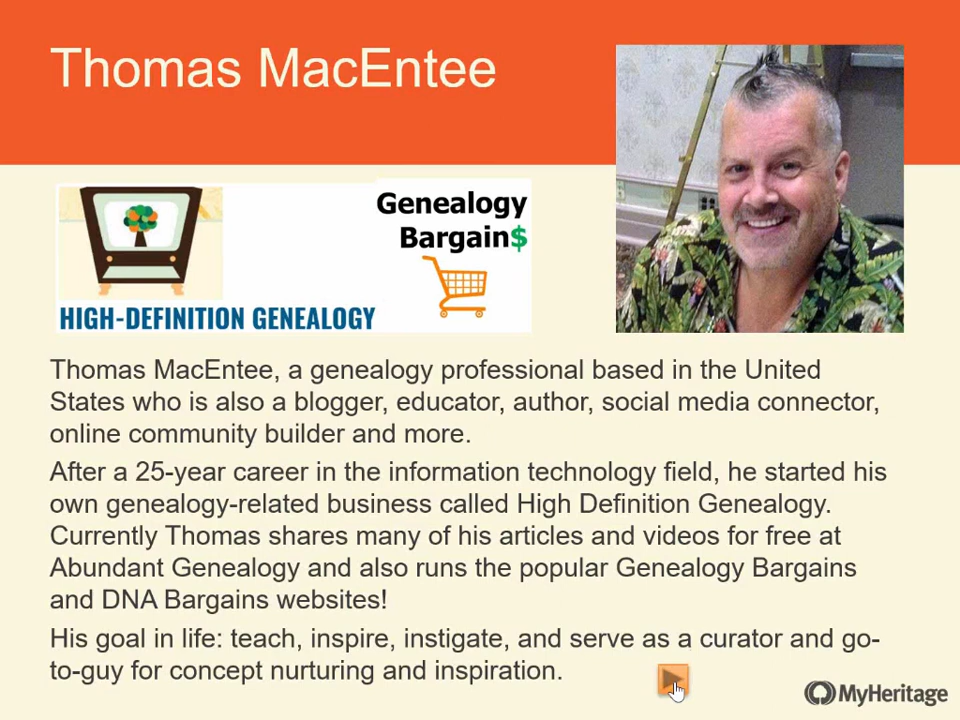 Thomas MacEntee
Genealogy
Bargain$
HIGH-DEFINITION GENEALOGY
Thomas MacEntee, a genealogy professional based in the United
States who is also a blogger, educator, author, social media connector,
online community builder and more.
After a 25-year career in the information technology field, he started his
own genealogy-related business called High Definition Genealogy.
Currently Thomas shares many of his articles and videos for free at
Abundant Genealogy and also runs the popular Genealogy Bargains
and DNA Bargains websites!
His goal in life: teach, inspire, instigate, and serve as a curator and go-
to-guy for concept nurturing and inspiration.
MyHeritage